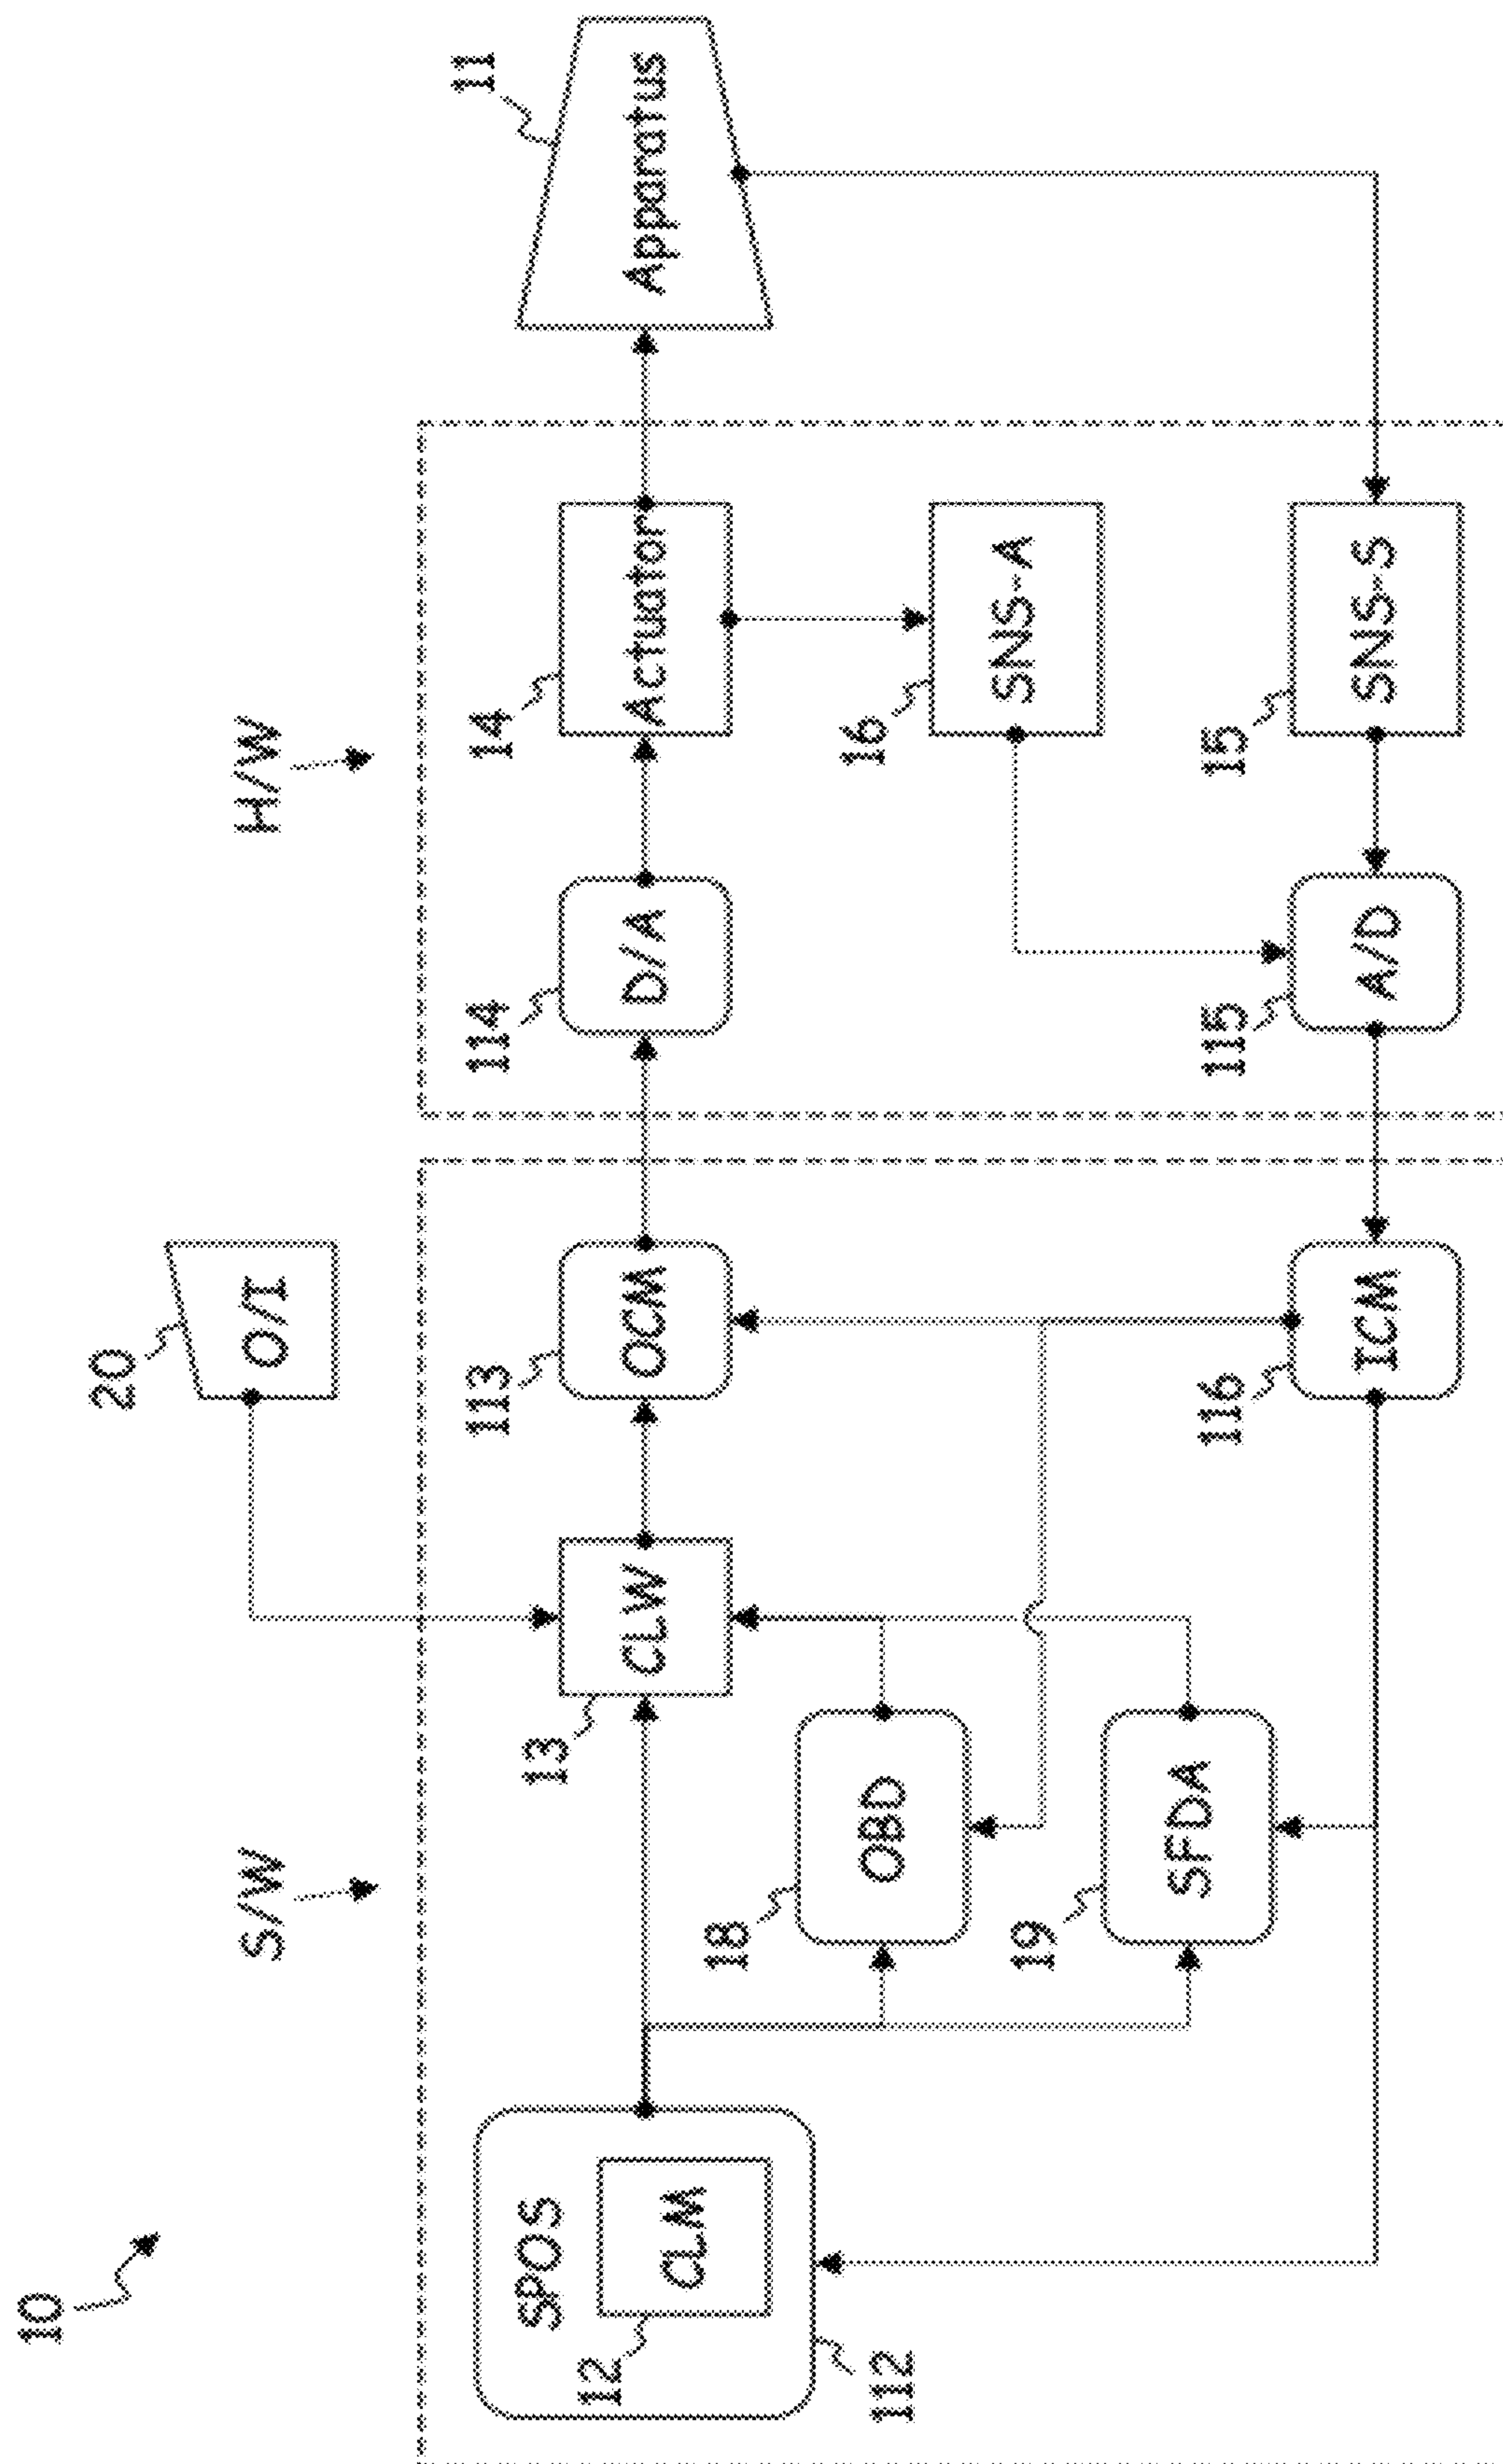 10
S/W
H/W
20
O/I
11
Apparatus
SPOS
CLM
12
112
13
CLW
113
OCM
114
D/A
14
Actuator
18
OBD
16
SNS-A
19
SFDA
116
ICM
115
A/D
15
SNS-S